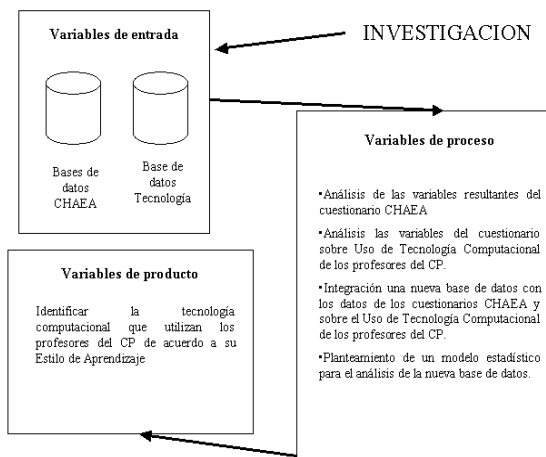 INVESTIGACION
Variables de entrada
Bases de
datos
CHAEA
Base de
datos
Tecnología
Variables de proceso
•Análisis de las variables resultantes del
cuestionario CHAEA
•Análisis las variables del cuestionario
sobre Uso de Tecnología Computacional
de los profesores del CP.
•Integración una nueva base de datos con
los datos de los cuestionarios CHAEA y
sobre el Uso de Tecnología Computacional
de los profesores del CP.
•Planteamiento de un modelo estadístico
para el análisis de la nueva base de datos.
Variables de producto
Identificar la tecnología
computacional que utilizan los
profesores del CP de acuerdo a su
Estilo de Aprendizaje